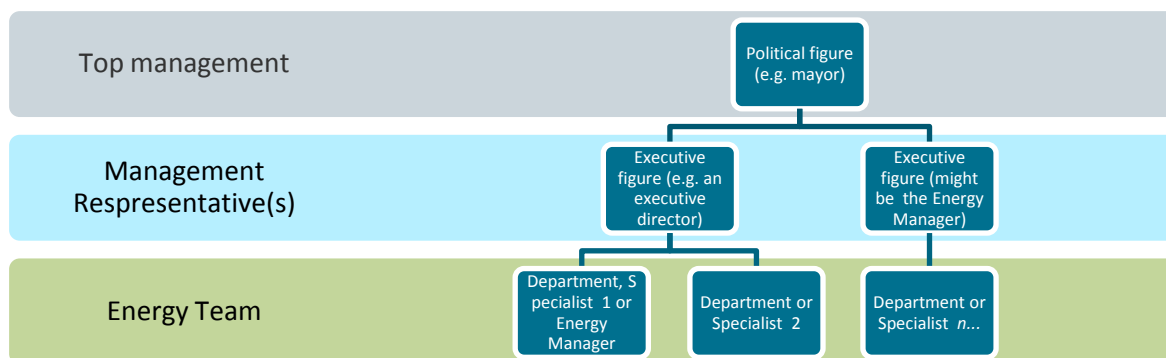 Top management
Political figure
(e.g. mayor)
Management
Respresentative(s)
Executive
figure (e.g. an
executive
director)
Executive
figure (might
be the Energy
Manager)
Energy Team
Department, S
pecialist 1 or
Energy
Manager
Department or
Specialist 2
Department or
Specialist n...